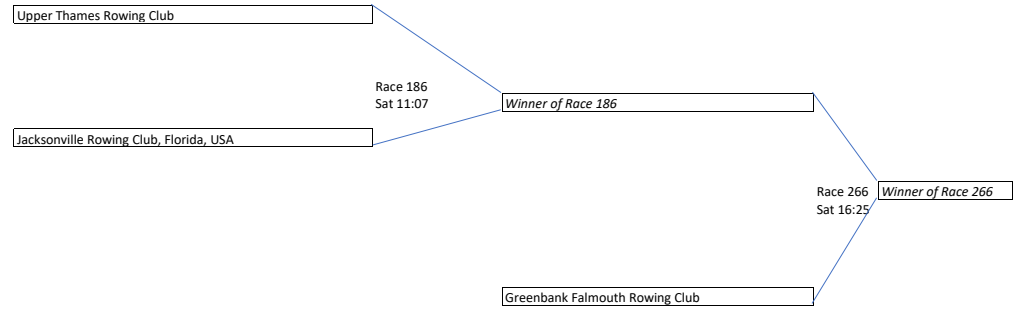 Upper Thames Rowing Club
Race 186
Sat 11:07
Winner of Race 186
Jacksonville Rowing Club, Florida, USA
Race 266
Winner of Race 266
Sat 16:25
Greenbank Falmouth Rowing Club